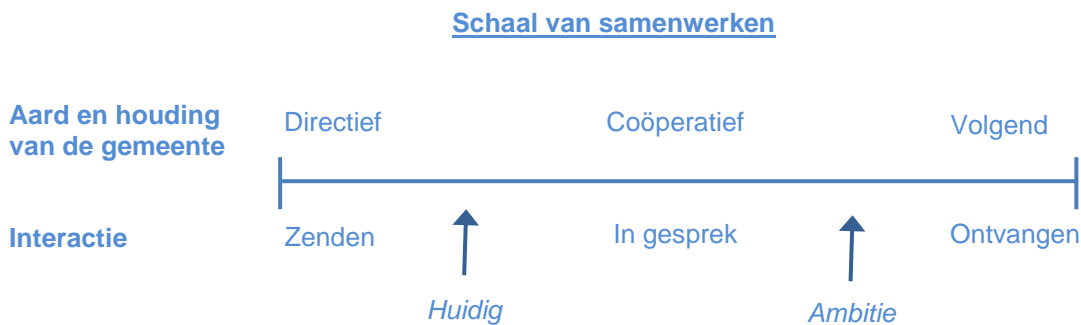 Schaal van samenwerken
Aard en houding
van de gemeente
Directief
Coöperatief
Volgend
Interactie
Zenden
In gesprek
Ontvangen
Huidig
Ambitie